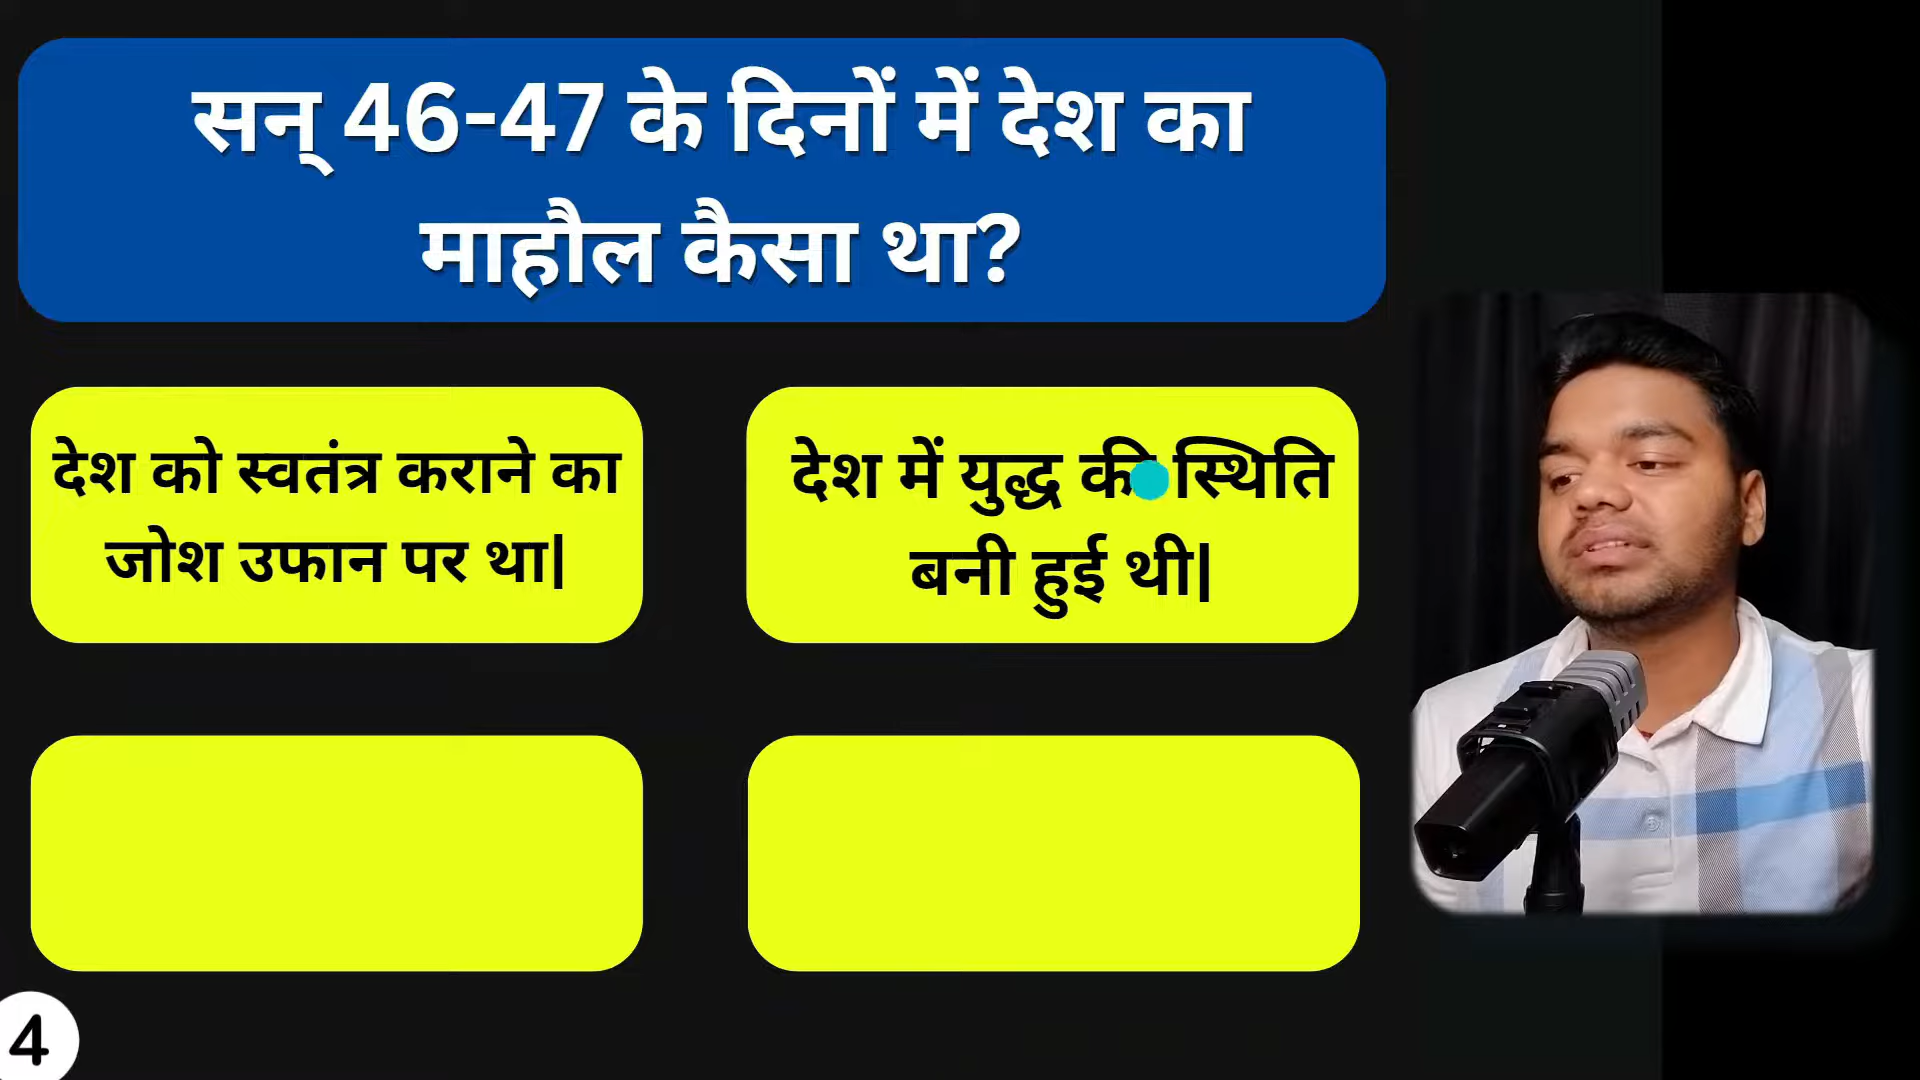 सन् 46-47 के दिनों में देश का
माहौल कैसा था?
देश को स्वतंत्र कराने का
जोश उफान पर था|
देश में युद्ध की स्थिति
बनी हुई थी|
4